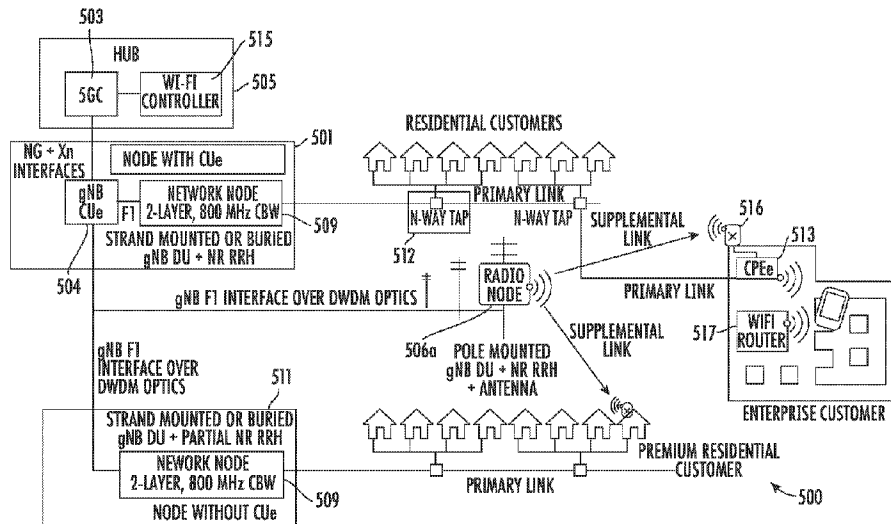 503
515
HUB
5GC
WI-FI
CONTROLLER
505
501
NG + Xn
INTERFACES
NODE WITH CUe
gNB
CUe
F1
NETWORK NODE
2-LAYER, 800 MHz CBW
509
504
STRAND MOUNTED OR BURIED
gNB DU + NR RRH
RESIDENTIAL CUSTOMERS
PRIMARY LINK
N-WAY TAP
N-WAY TAP
512
SUPPLEMENTAL
LINK
516
513
CPEe
PRIMARY LINK
517
WIFI
ROUTER
ENTERPRISE CUSTOMER
RADIO
NODE
gNB F1 INTERFACE OVER DWDM OPTICS
506a
POLE MOUNTED
gNB DU + NR RRH
+ ANTENNA
SUPPLEMENTAL
LINK
gNB F1
INTERFACE OVER
DWDM OPTICS
511
STRAND MOUNTED OR BURIED
gNB DU + PARTIAL NR RRH
NEWORK NODE
2-LAYER, 800 MHz CBW
509
NODE WITHOUT CUe
PRIMARY LINK
PREMIUM RESIDENTIAL
CUSTOMER
500